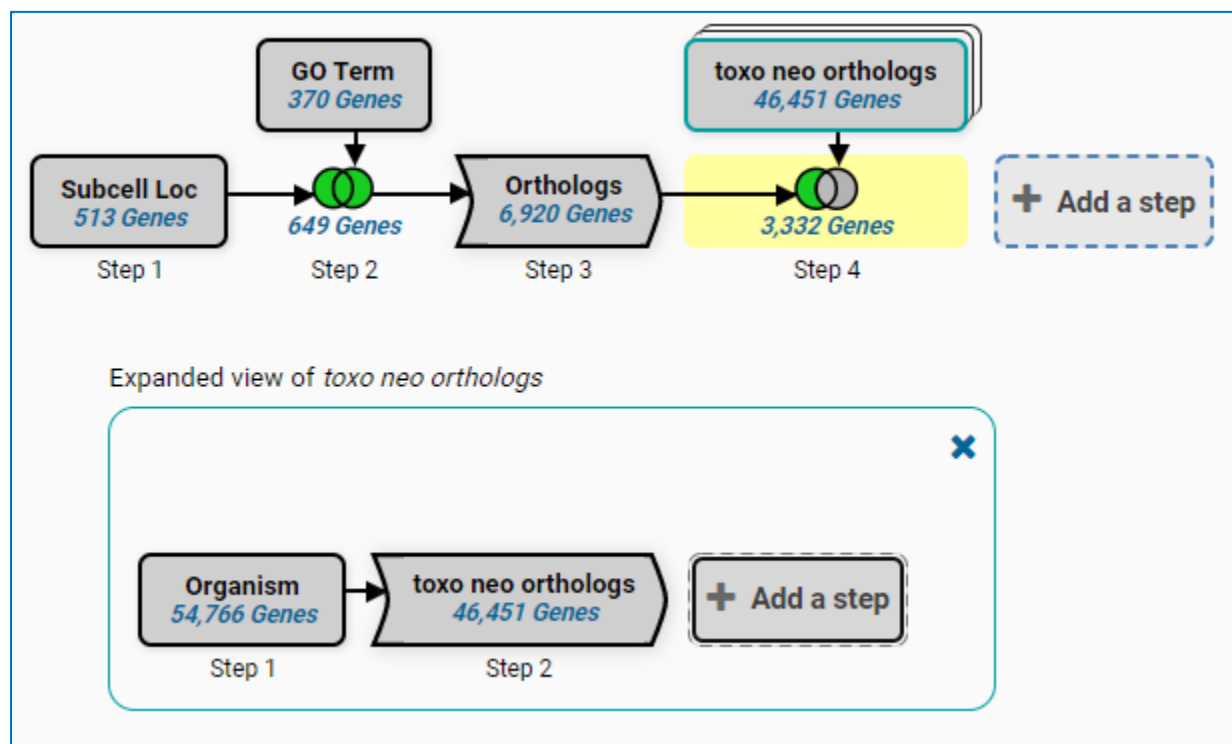 GO Term
370 Genes
toxo neo orthologs
46,451 Genes
Subcell Loc
513 Genes
649 Genes
Orthologs
6,920 Genes
3,332 Genes
Add a step
Step 1
Step 2
Step 3
Step 4
Expanded view of toxo neo orthologs
Organism
54,766 Genes
toxo neo orthologs
46,451 Genes
Add a step
Step 1
Step 2